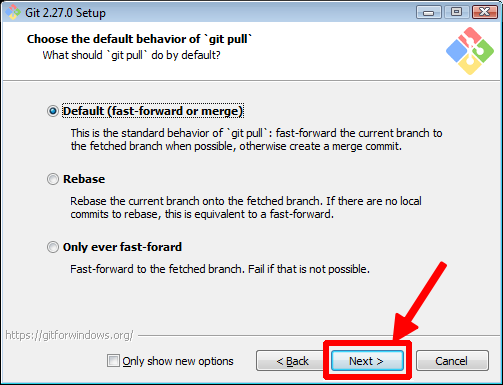 Git 2.27.0 Setup
Choose the default behavior of `git pull`
What should `git pull` do by default?
Default (fast-forward or merge)
This is the standard behavior of `git pull`: fast-forward the current branch to
the fetched branch when possible, otherwise create a merge commit.
Rebase
Rebase the current branch onto the fetched branch. If there are no local
commits to rebase, this is equivalent to a fast-forward.
Only ever fast-forard
Fast-forward to the fetched branch. Fail if that is not possible.
https://gitforwindows.org/
Only show new options
< Back
Next >
Cancel